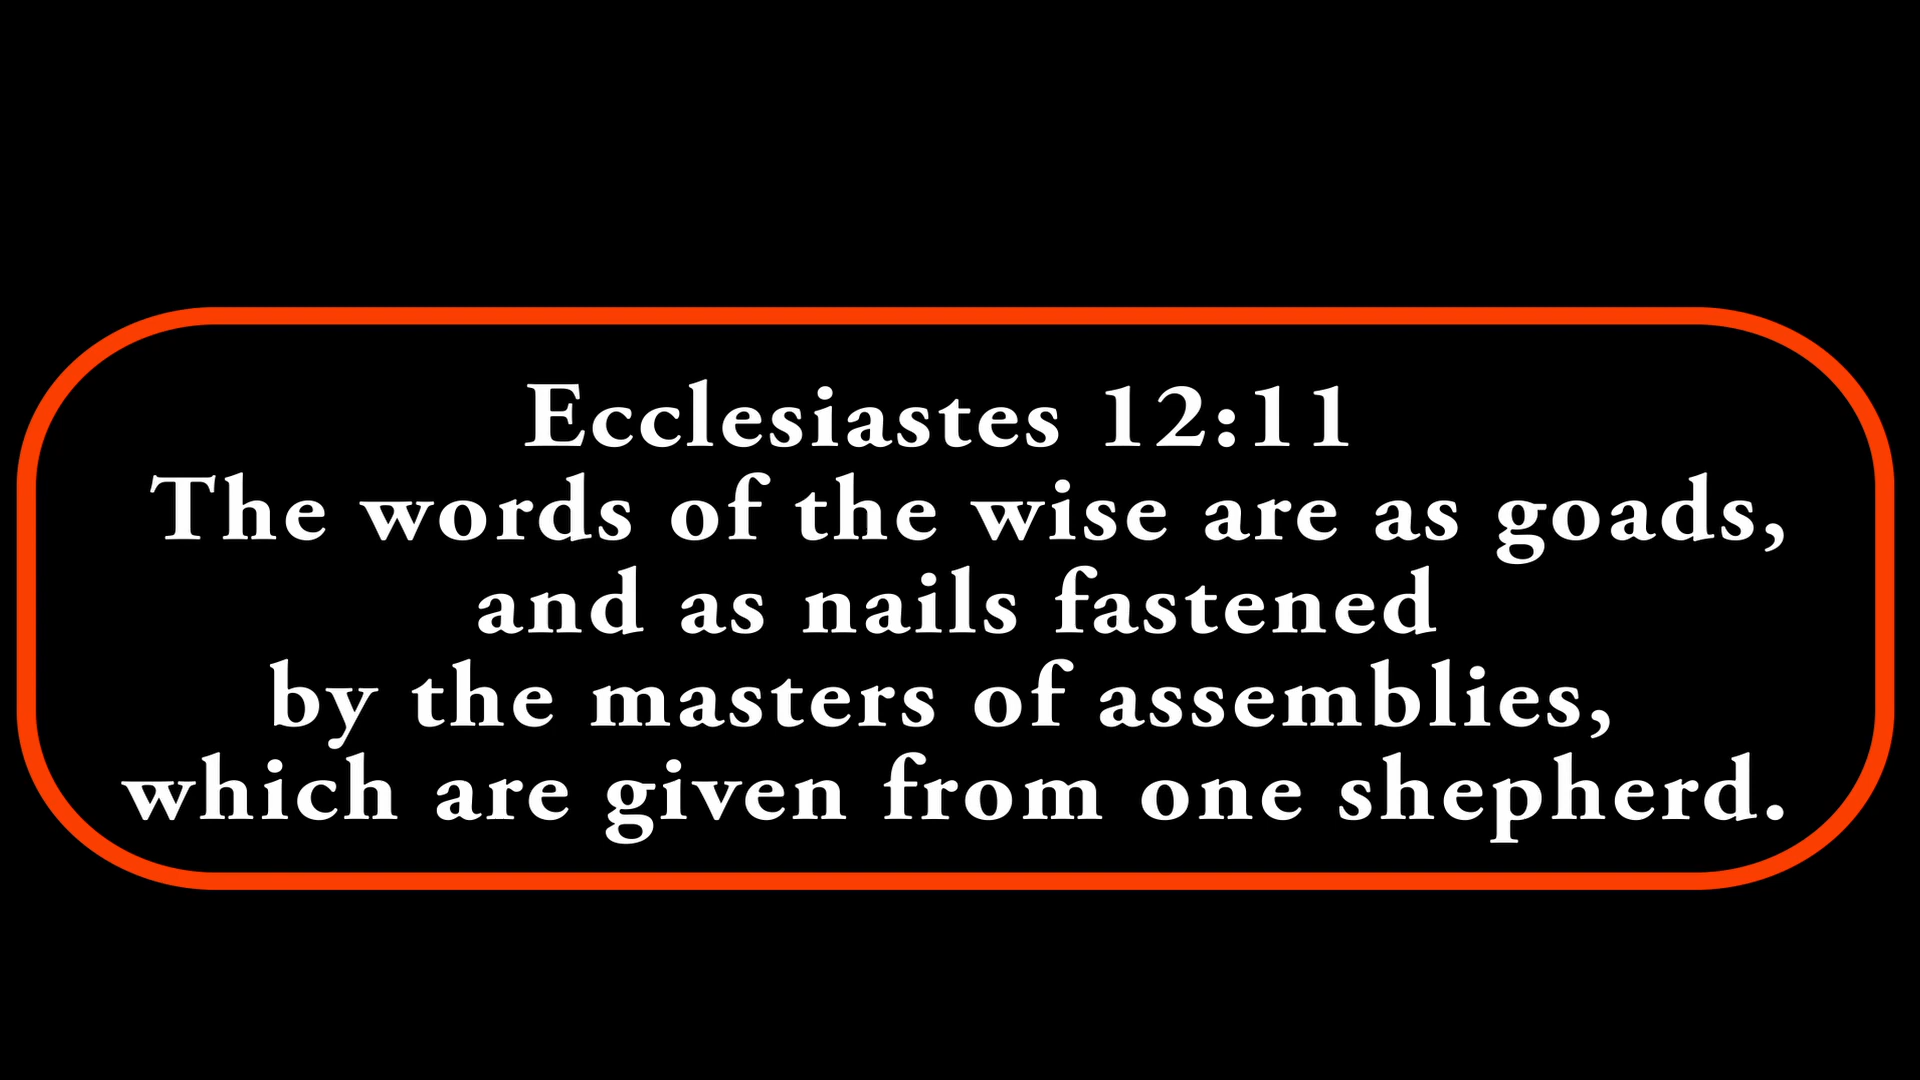 Ecclesiastes 12:11
The words of the wise are as goads,
and as nails fastened
by the masters of assemblies,
which are given from one shepherd.